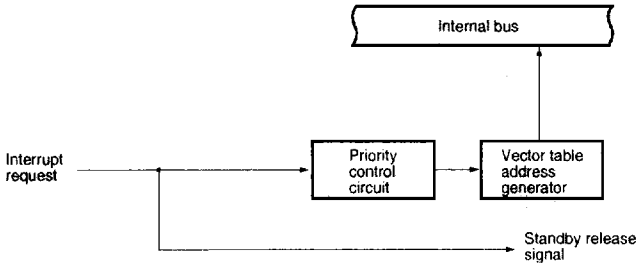 Internal bus
Interrupt
request
Priority
control
circuit
Vector table
address
generator
Standby release
signal